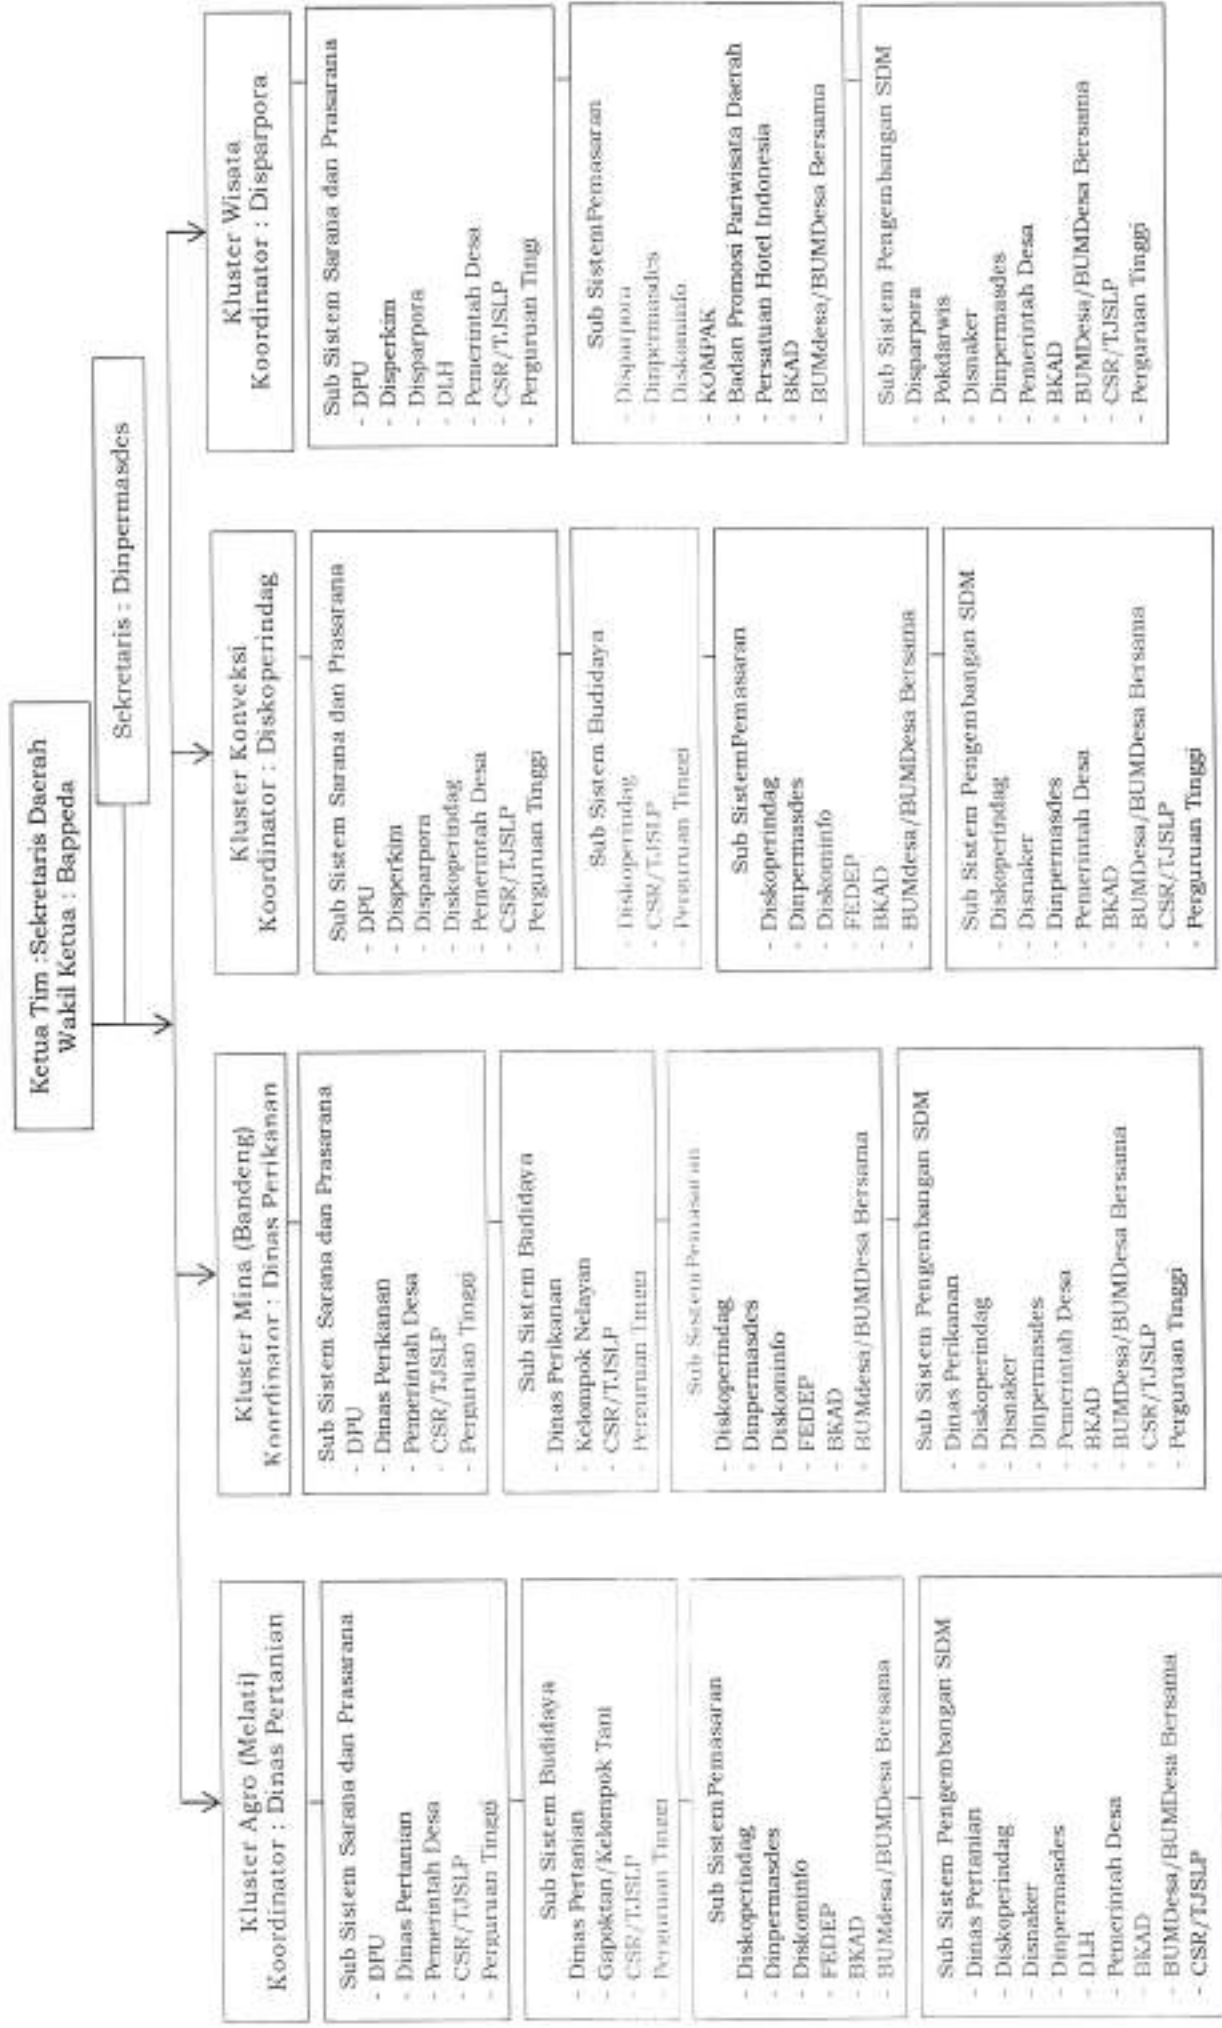 Ketua Tim :Sekretaris Daerah
Wakil Ketua : Bappeda
Sekretaris : Dinpermasdes
Kluster Agro (Melati)
Koordinator : Dinas Pertanian
Sub Sistem Sarana dan Prasarana
- DPU
- Dinas Pertanian
- Pemerintah Desa
- CSR/TJSLP
- Perguruan Tinggi
Sub Sistem Budidaya
- Dinas Pertanian
- Gapoktan/Kelompok Tani
- CSR/TJSLP
- Perguruan Tinggi
Sub SistemPemasaran
- Diskoperindag
- Dinpermasdes
- Diskominfo
- FEDEP
- BKAD
- BUMdesa/BUMDesa Bersama
Sub Sistem Pengembangan SDM
- Dinas Pertanian
- Diskoperindag
- Disnaker
- Dinpermasdes
- DLH
- Pemerintah Desa
- BKAD
- BUMDesa/BUMDesa Bersama
- CSR/TJSLP
Kluster Mina (Bandeng)
Koordinator : Dinas Perikanan
Sub Sistem Sarana dan Prasarana
- DPU
- Dinas Perikanan
- Pemerintah Desa
- CSR/TJSLP
- Perguruan Tinggi
Sub Sistem Budidaya
- Dinas Perikanan
- Kelompok Nelayan
- CSR/TJSLP
- Perguruan Tinggi
Sub SistemPemasaran
- Diskoperindag
- Dinpermasdes
- Diskominfo
- FEDEP
- BKAD
- BUMdesa/BUMDesa Bersama
Sub Sistem Pengembangan SDM
- Dinas Perikanan
- Diskoperindag
- Disnaker
- Dinpermasdes
- Pemerintah Desa
- BKAD
- BUMDesa/BUMDesa Bersama
- CSR/TJSLP
- Perguruan Tinggi
Kluster Konveksi
Koordinator : Diskoperindag
Sub Sistem Sarana dan Prasarana
- DPU
- Disperkim
- Disparpora
- Diskoperindag
- Pemerintah Desa
- CSR/TJSLP
- Perguruan Tinggi
Sub Sistem Budidaya
- Diskoperindag
- CSR/TJSLP
- Perguruan Tinggi
Sub SistemPemasaran
- Diskoperindag
- Dinpermasdes
- Diskominfo
- FEDEP
- BKAD
- BUMdesa/BUMDesa Bersama
Sub Sistem Pengembangan SDM
- Diskoperindag
- Disnaker
- Dinpermasdes
- Pemerintah Desa
- BKAD
- BUMDesa/BUMDesa Bersama
- CSR/TJSLP
- Perguruan Tinggi
Kluster Wisata
Koordinator : Disparpora
Sub Sistem Sarana dan Prasarana
- DPU
- Disperkim
- Disparpora
- DLH
- Pemerintah Desa
- CSR/TJSLP
- Perguruan Tingi
Sub SistemPemasaran
- Disparpora
- Dinpermasdes
Diskominfo
- KOMPAK
- Badan Promosi Pariwisata Daerah
- Persatuan Hotel Indonesia
- BKAD
- BUMdesa/BUMDesa Bersama
Sub Sistem Pengembangan SDM
- Disparpora
- Pokdarwis
- Disnaker
- Dinpermasdes
- Pemerintah Desa
- BKAD
- BUMDesa/BUMDesa Bersama
- CSR/TJSLP
- Perguruan Tinggi